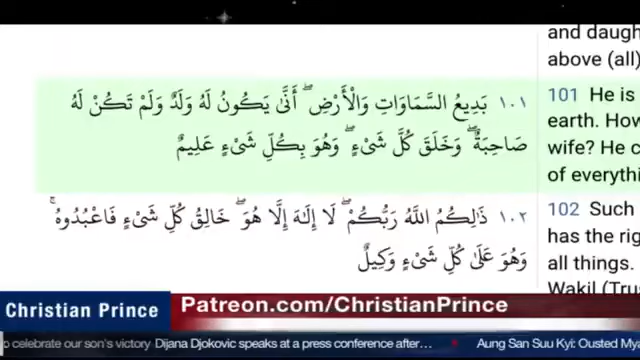 and daugh
above (all)
١٠١ بَدِيعُ السَّمَاوَاتِ وَالْأَرْضِ ۖ أَنَّىٰ يَكُونُ لَهُ وَلَدٌ وَلَمْ تَكُنْ لَهُ
صَاحِبَةٌ ۖ وَخَلَقَ كُلَّ شَيْءٍ ۖ وَهُوَ بِكُلِّ شَيْءٍ عَلِيمٌ
101 He is
earth. How
wife? He c
of everythi
١٠٢ ذَٰلِكُمُ اللَّهُ رَبُّكُمْ ۖ لَا إِلَٰهَ إِلَّا هُوَ ۖ خَالِقُ كُلِّ شَيْءٍ فَاعْبُدُوهُ ۚ
وَهُوَ عَلَىٰ كُلِّ شَيْءٍ وَكِيلٌ
102 Such
has the rig
all things.
Wakil (Trus
Christian Prince
Patreon.com/ChristianPrince
o celebrate our son's victory Dijana Djokovic speaks at a press conference after… Aung San Suu Kyi: Ousted Mya